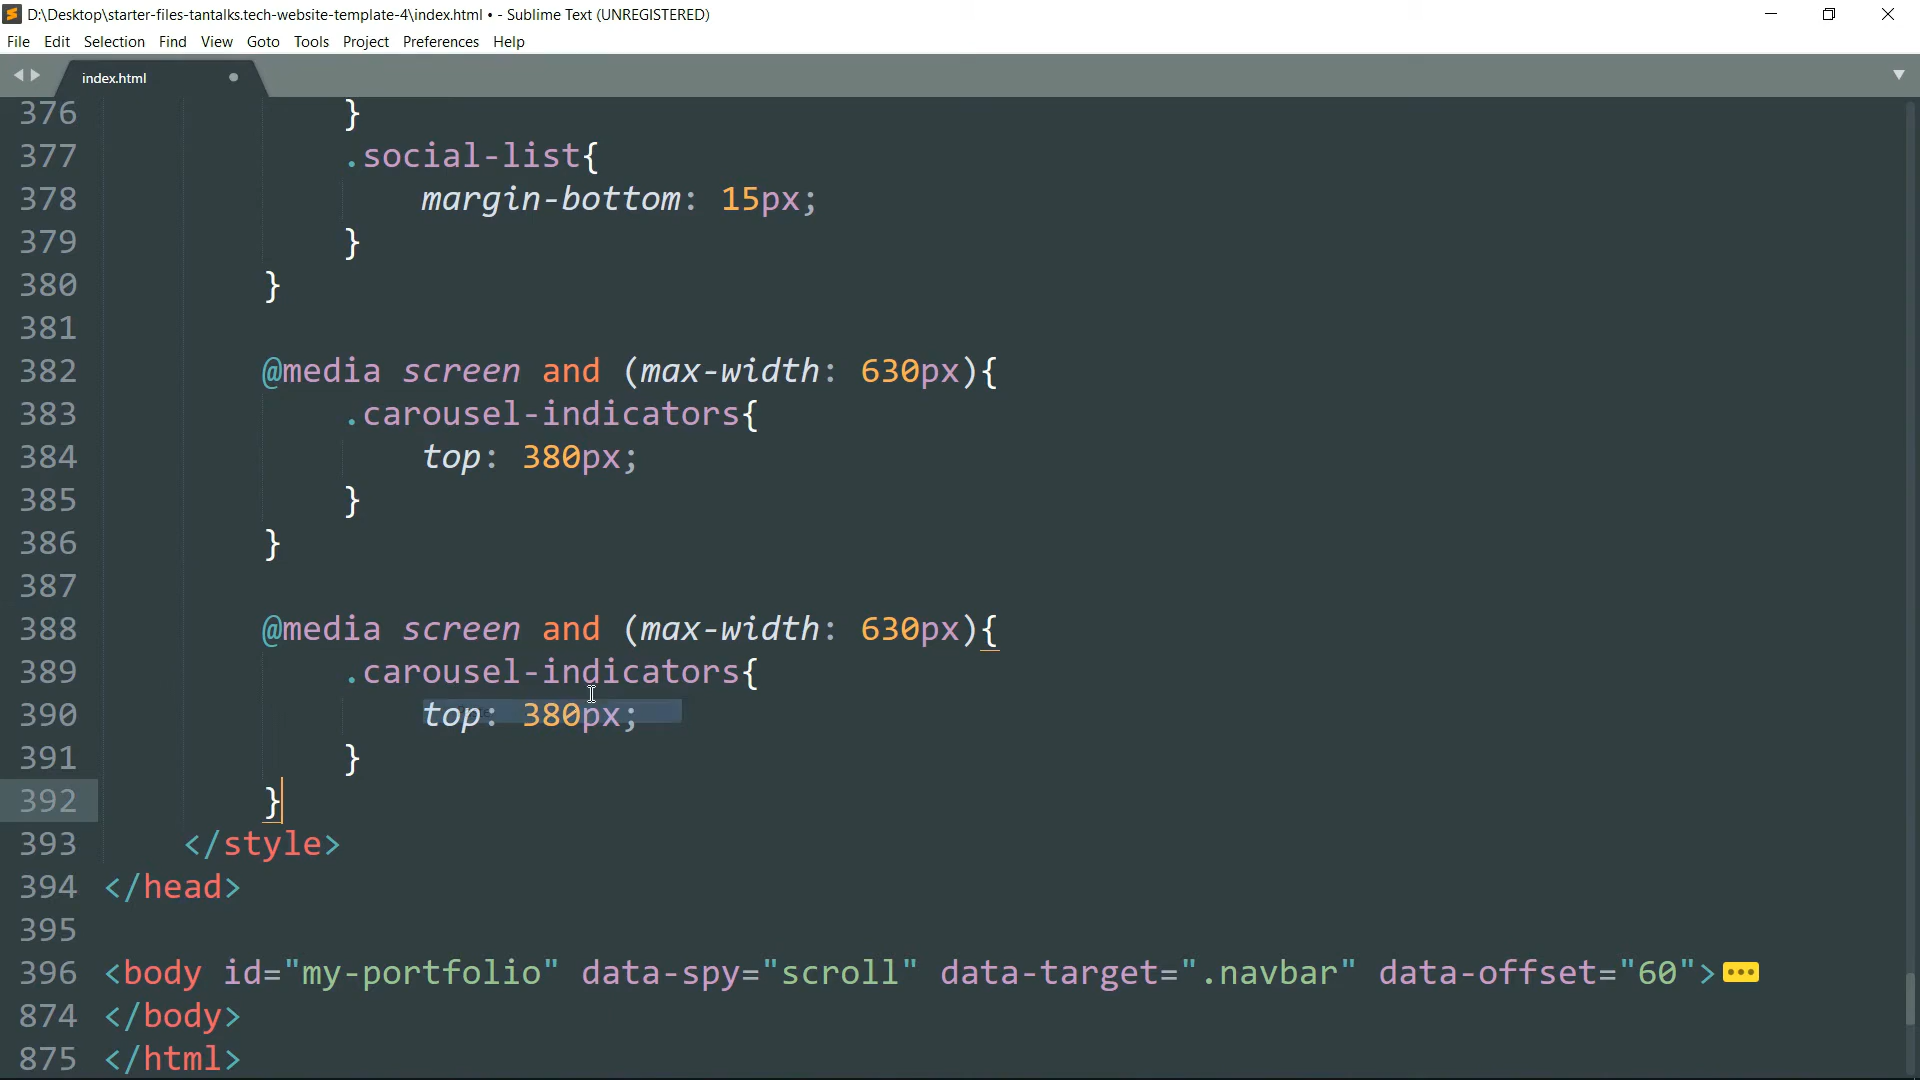 D:\Desktop\starter-files-tantalks.tech-website-template-4\index.html • - Sublime Text (UNREGISTERED)
File Edit Selection Find View Goto Tools Project Preferences Help
index.html
376 }
377 .social-list{
378 margin-bottom: 15px;
379 }
380 }
381
382 @media screen and (max-width: 630px){
383 .carousel-indicators{
384 top: 380px;
385 }
386 }
387
388 @media screen and (max-width: 630px){
389 .carousel-indicators{
390 top: 380px;
391 }
392 }
393 </style>
394 </head>
395
396 <body id="my-portfolio" data-spy="scroll" data-target=".navbar" data-offset="60">
874 </body>
875 </html>